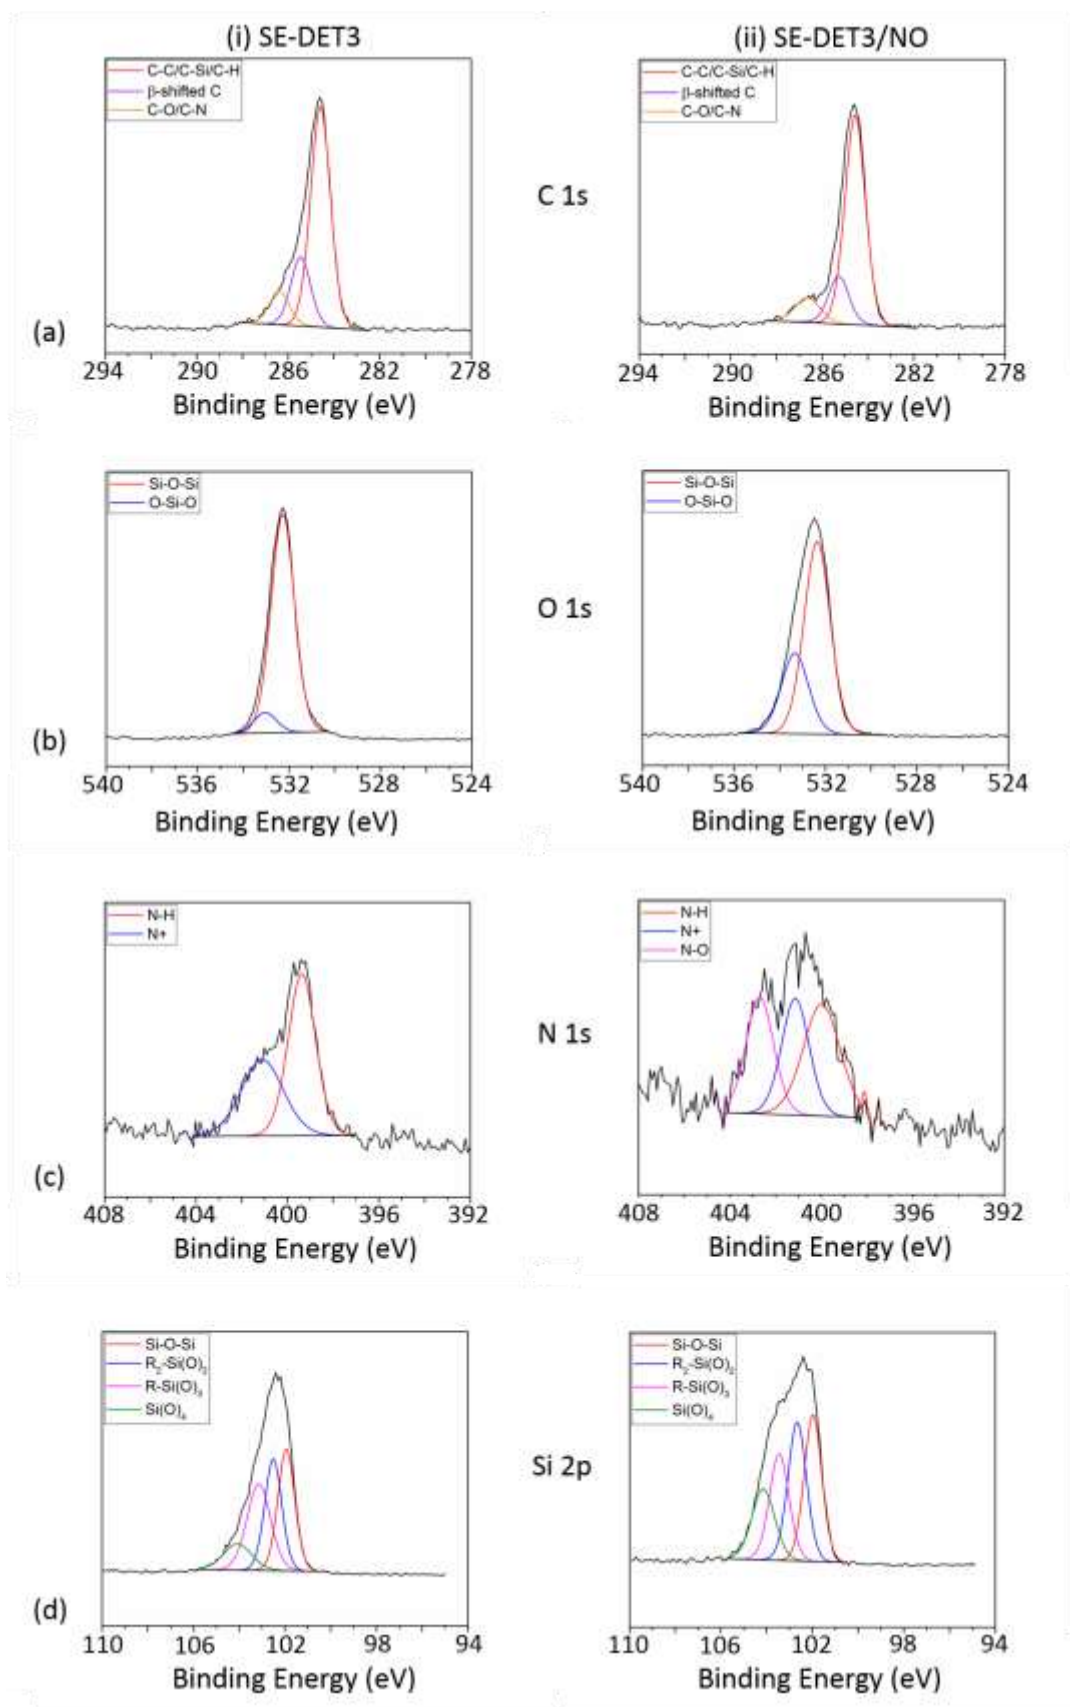 (i) SE-DET3
(ii) SE-DET3/NO
C-C/C-Si/C-H
β-shifted C
C-O/C-N
C-C/C-Si/C-H
β-shifted C
C-O/C-N
C 1s
(a)
294 290 286 282 278
294 290 286 282 278
Binding Energy (eV)
Binding Energy (eV)
Si-O-Si
O-Si-O
Si-O-Si
O-Si-O
O 1s
(b)
540 536 532 528 524
540 536 532 528 524
Binding Energy (eV)
Binding Energy (eV)
N-H
N+
N-H
N+
N-O
N 1s
(c)
408 404 400 396 392
408 404 400 396 392
Binding Energy (eV)
Binding Energy (eV)
Si-O-Si
R₂-Si(O)₂
R-Si(O)₃
Si(O)₄
Si-O-Si
R₂-Si(O)₂
R-Si(O)₃
Si(O)₄
Si 2p
(d)
110 106 102 98 94
110 106 102 98 94
Binding Energy (eV)
Binding Energy (eV)